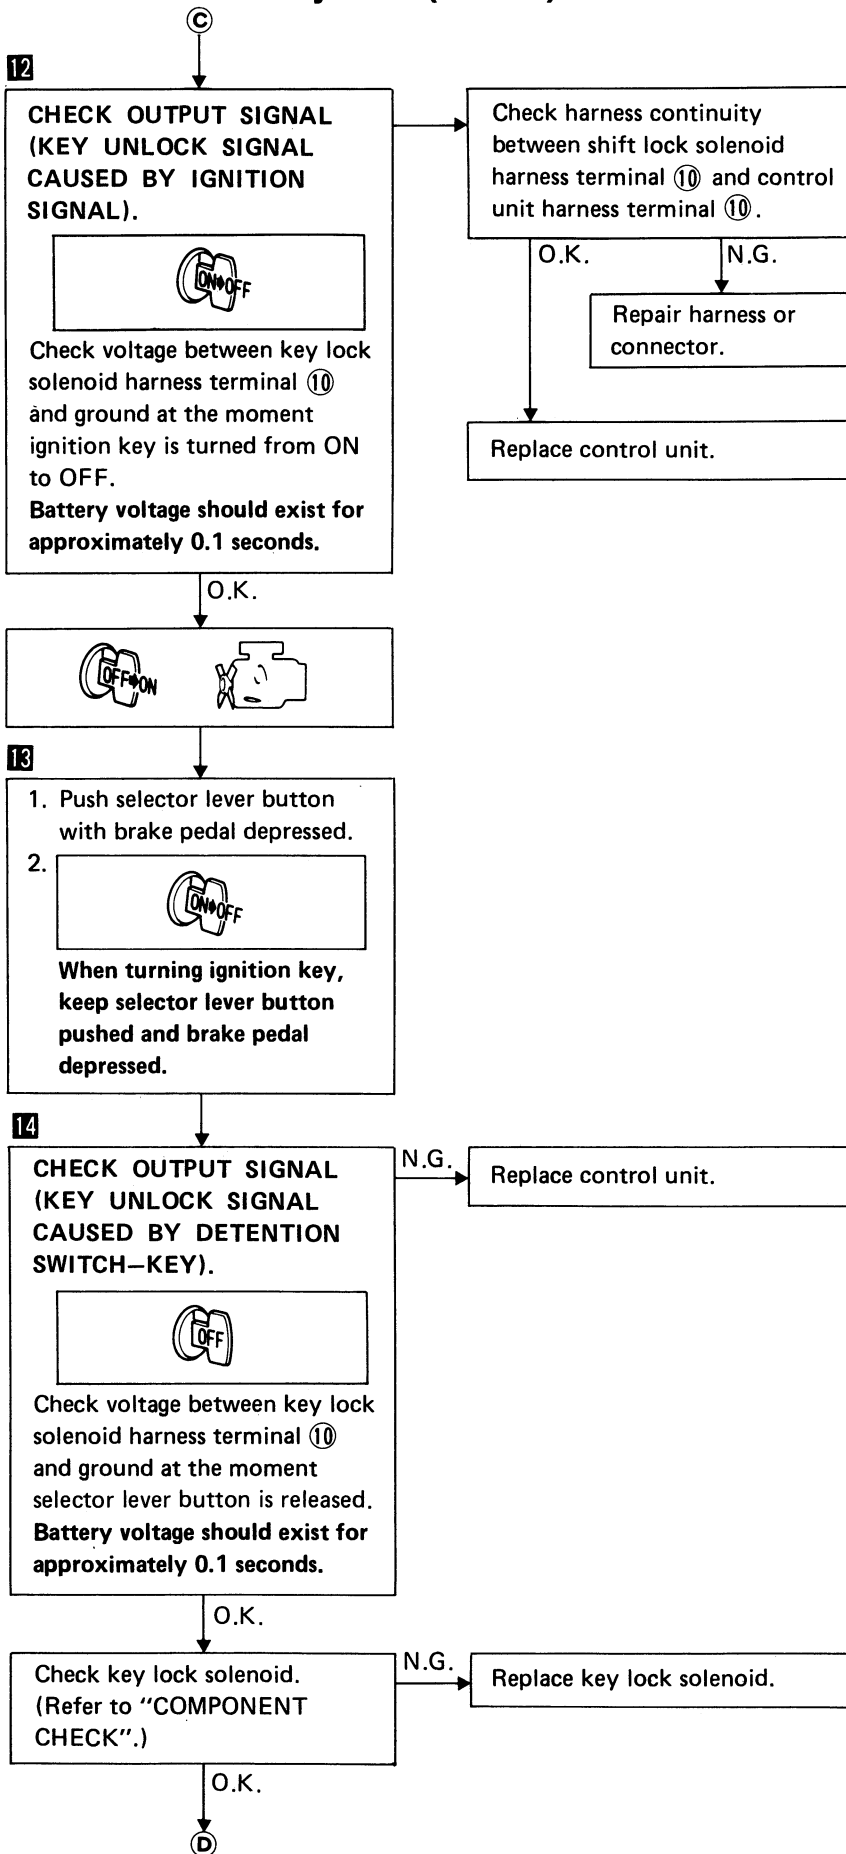 C
12
CHECK OUTPUT SIGNAL
(KEY UNLOCK SIGNAL
CAUSED BY IGNITION
SIGNAL).
ON➡OFF
Check voltage between key lock
solenoid harness terminal ⑩
and ground at the moment
ignition key is turned from ON
to OFF.
Battery voltage should exist for
approximately 0.1 seconds.
Check harness continuity
between shift lock solenoid
harness terminal ⑩ and control
unit harness terminal ⑩.
O.K.
N.G.
Repair harness or
connector.
Replace control unit.
O.K.
OFF➡ON
13
1. Push selector lever button
with brake pedal depressed.
2.
ON➡OFF
When turning ignition key,
keep selector lever button
pushed and brake pedal
depressed.
14
CHECK OUTPUT SIGNAL
(KEY UNLOCK SIGNAL
CAUSED BY DETENTION
SWITCH—KEY).
OFF
Check voltage between key lock
solenoid harness terminal ⑩
and ground at the moment
selector lever button is released.
Battery voltage should exist for
approximately 0.1 seconds.
N.G.
Replace control unit.
O.K.
Check key lock solenoid.
(Refer to "COMPONENT
CHECK".)
N.G.
Replace key lock solenoid.
O.K.
D